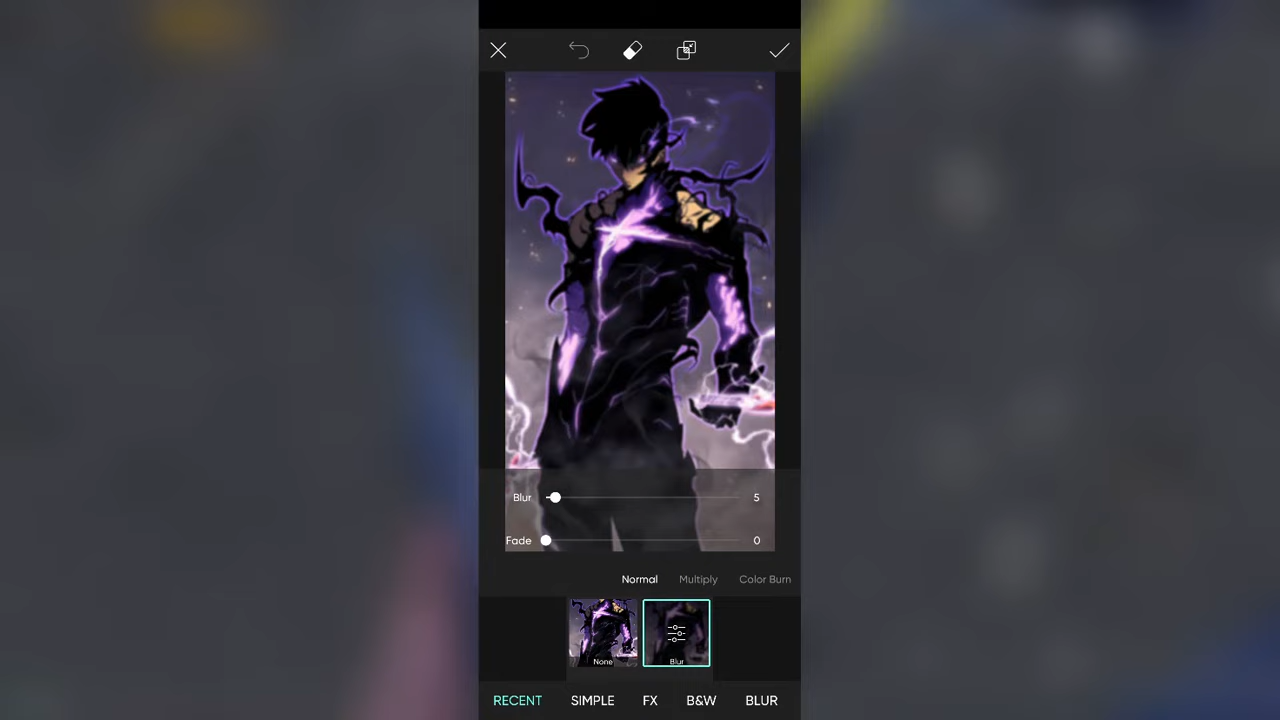 Blur 5
Fade 0
Normal Multiply Color Burn
None Blur
RECENT SIMPLE FX B&W BLUR